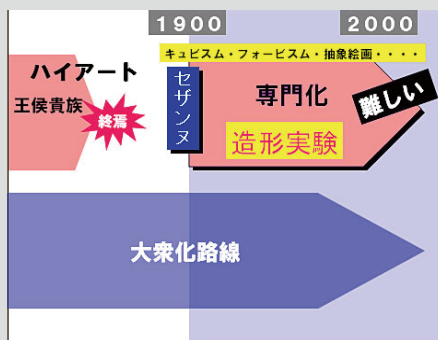 1900
2000
キュビスム・フォービスム・抽象絵画・・・・
ハイアート
王侯貴族
終焉
セザンヌ
専門化
難しい
造形実験
大衆化路線